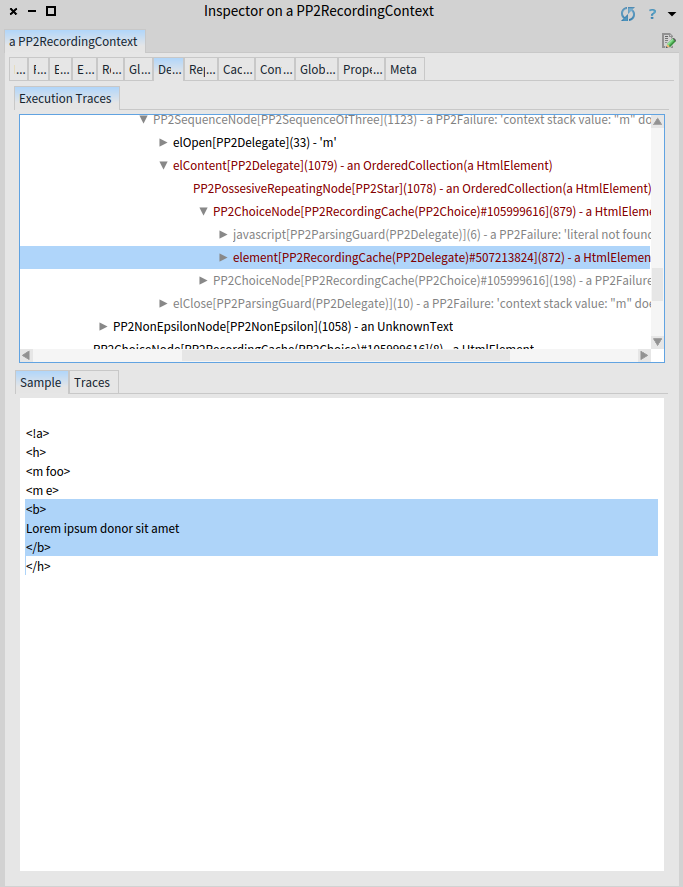 Inspector on a PP2RecordingContext
?
a PP2RecordingContext
... F... E... E... R... Gl... De... Rep... Cac... Con ... Glob... Prope... Meta
Execution Traces
PP2SequenceNode[PP2SequenceOfThree](1123) - a PP2Failure: 'context stack value: "m" do
elOpen[PP2Delegate](33) - 'm'
elContent[PP2Delegate](1079) - an OrderedCollection(a HtmlElement)
PP2PossesiveRepeatingNode[PP2Star](1078) - an OrderedCollection(a HtmlElement)
PP2ChoiceNode[PP2RecordingCache(PP2Choice)#105999616](879) - a HtmlEleme
javascript[PP2ParsingGuard(PP2Delegate)](6) - a PP2Failure: 'literal not found
element[PP2RecordingCache(PP2Delegate)#507213824](872) - a HtmlElemen
PP2ChoiceNode[PP2RecordingCache(PP2Choice)#105999616](198) - a PP2Failure
elClose[PP2ParsingGuard(PP2Delegate)](10) - a PP2Failure: 'context stack value: "m" do
PP2NonEpsilonNode[PP2NonEpsilon](1058) - an UnknownText
PP2ChoiceNode[PP2RecordingCache(PP2Choice)#105999616](8) - a HtmlElement
Sample Traces
<!a>
<h>
<m foo>
<m e>
<b>
Lorem ipsum donor sit amet
</b>
</h>